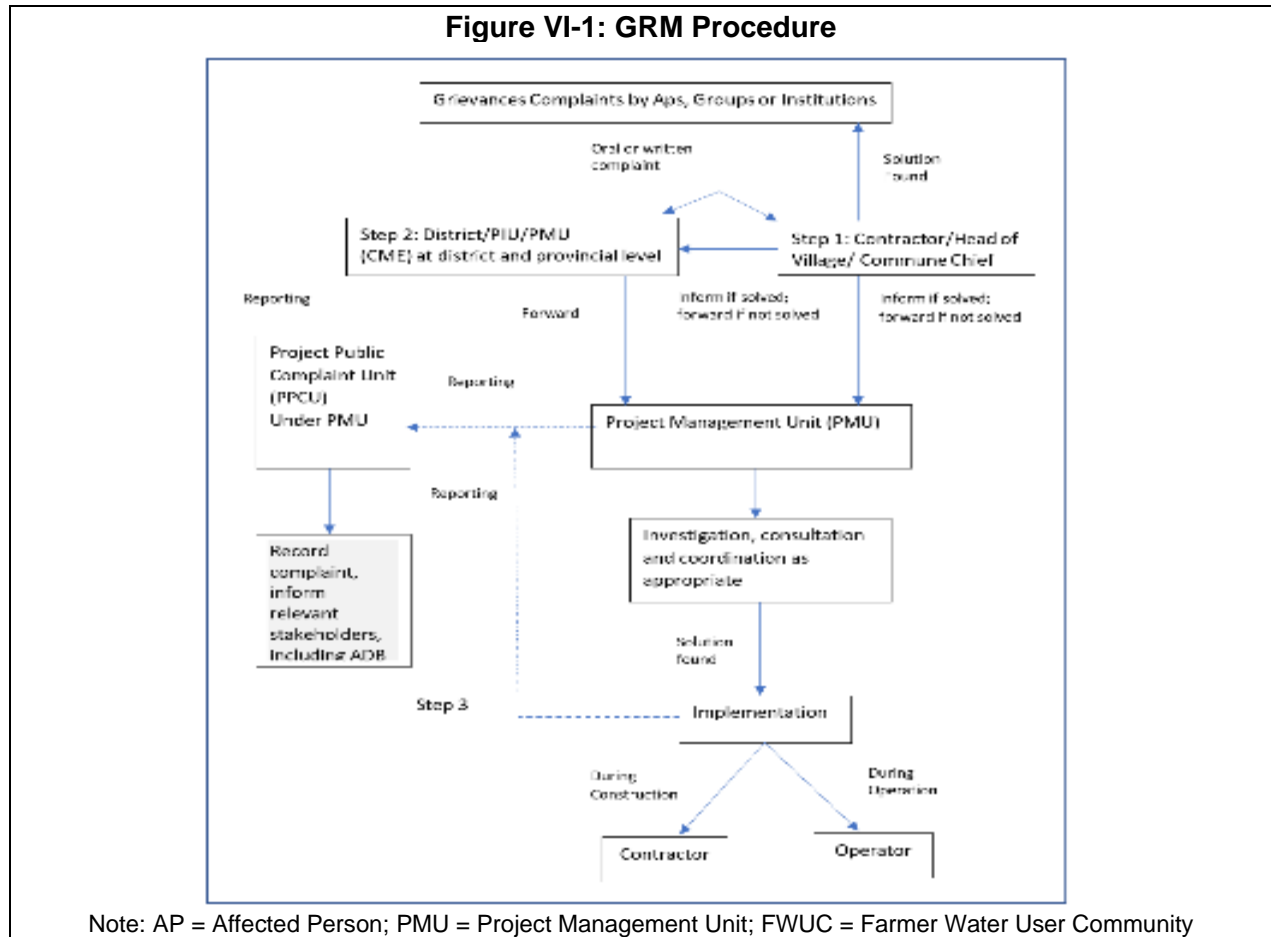 Figure VI-1: GRM Procedure
Grievances Complaints by Aps, Groups or Institutions
Oral or written
complaint
Solution
found
Step 2: District/PIU/PMU
(CME) at district and provincial level
Step 1: Contractor/Head of
Village/ Commune Chief
Reporting
Forward
Inform if solved;
forward if not solved
Inform if solved;
forward if not solved
Project Public
Complaint Unit
(PPCU)
Under PMU
Reporting
Project Management Unit (PMU)
Reporting
Record
complaint,
inform
relevant
stakeholders,
including ADB
Investigation, consultation
and coordination as
appropriate
Solution
found
Step 3
Implementation
During
Construction
During
Operation
Contractor
Operator
Note: AP = Affected Person; PMU = Project Management Unit; FWUC = Farmer Water User Community